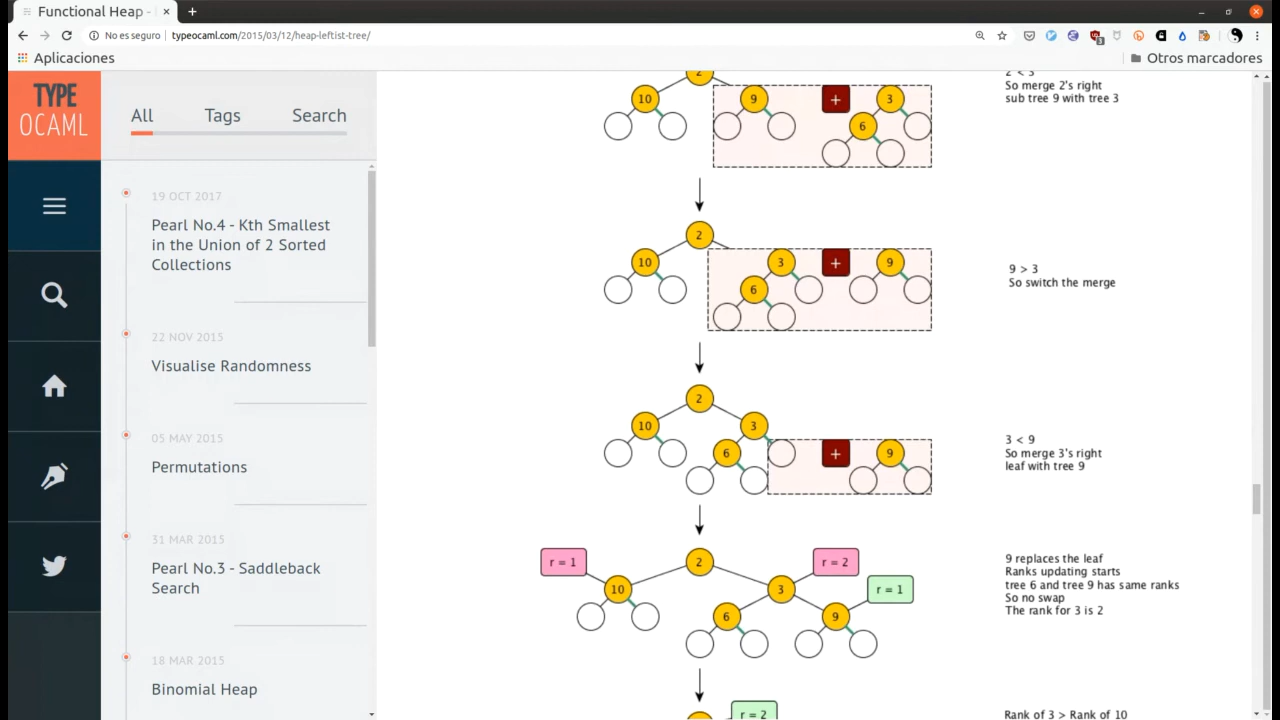 Functional Heap -
No es seguro
typeocaml.com/2015/03/12/heap-leftist-tree/
3
Aplicaciones
Otros marcadores
TYPE
OCAML
All
Tags
Search
19 OCT 2017
Pearl No.4 - Kth Smallest
in the Union of 2 Sorted
Collections
22 NOV 2015
Visualise Randomness
05 MAY 2015
Permutations
31 MAR 2015
Pearl No.3 - Saddleback
Search
18 MAR 2015
Binomial Heap
2
2 < 3
10
9
+
3
So merge 2's right
sub tree 9 with tree 3
6
2
10
3
+
9
9 > 3
So switch the merge
6
2
10
3
3 < 9
6
+
9
So merge 3's right
leaf with tree 9
r = 1
2
r = 2
9 replaces the leaf
Ranks updating starts
10
3
r = 1
tree 6 and tree 9 has same ranks
So no swap
6
9
The rank for 3 is 2
r = 2
Rank of 3 > Rank of 10